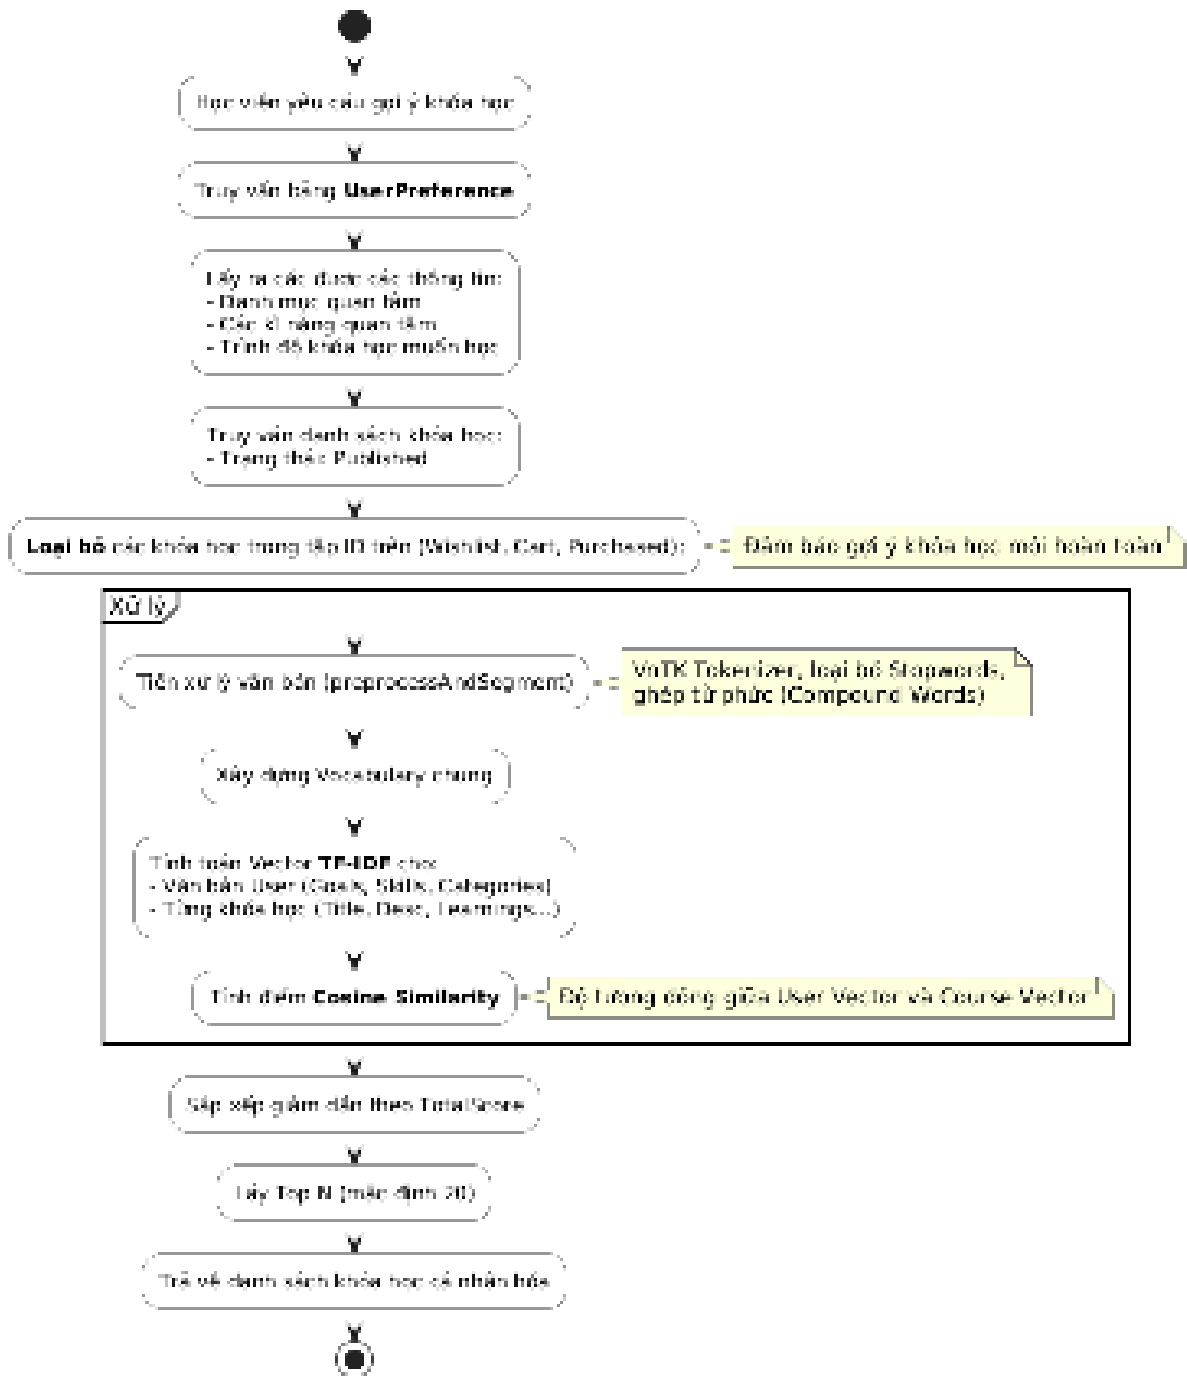 Học viên yêu cầu gợi ý khóa học
Truy vấn bảng UserPreference
Lấy ra các được các thông tin:
- Danh mục quan tâm
- Các kĩ năng quan tâm
- Trình độ khóa học muốn học
Truy vấn danh sách khóa học:
- Trạng thái: Published
Loại bỏ các khóa học trong tập ID trên (Wishlist, Cart, Purchased);
Đảm bảo gợi ý khóa học mới hoàn toàn
Xử lý
Tiền xử lý văn bản (preprocessAndSegment)
VnTK Tokenizer, loại bỏ Stopwords,
ghép từ phức (Compound Words)
Xây dựng Vocabulary chung
Tính toán Vector TF-IDF cho:
- Văn bản User (Goals, Skills, Categories)
- Từng khóa học (Title, Desc, Learnings...)
Tính điểm Cosine Similarity
Độ tương đồng giữa User Vector và Course Vector
Sắp xếp giảm dần theo TotalScore
Lấy Top N (mặc định 20)
Trả về danh sách khóa học cá nhân hóa